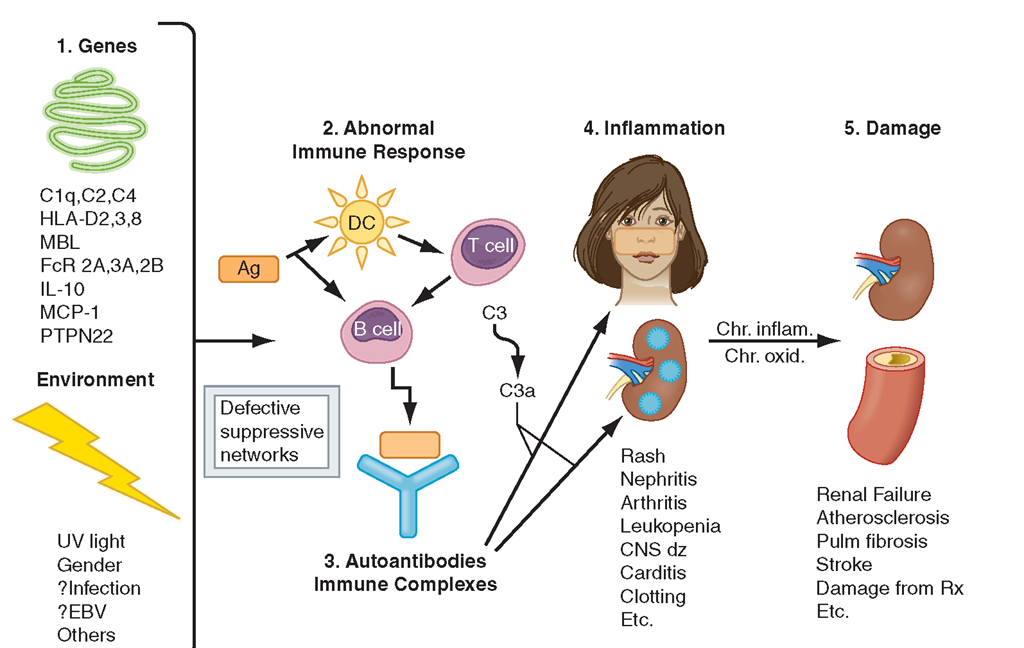 1. Genes
C1q,C2,C4
HLA-D2,3,8
MBL
FcR 2A,3A,2B
IL-10
MCP-1
PTPN22
Environment
UV light
Gender
?Infection
?EBV
Others
2. Abnormal
Immune Response
DC
T cell
Ag
B cell
Defective
suppressive
networks
C3
C3a
3. Autoantibodies
Immune Complexes
4. Inflammation
Rash
Nephritis
Arthritis
Leukopenia
CNS dz
Carditis
Clotting
Etc.
Chr. inflam.
Chr. oxid.
5. Damage
Renal Failure
Atherosclerosis
Pulm fibrosis
Stroke
Damage from Rx
Etc.